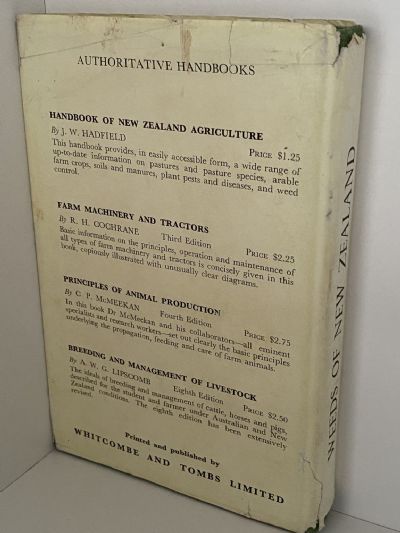 AUTHORITATIVE HANDBOOKS
HANDBOOK OF NEW ZEALAND AGRICULTURE
By J. W. HADFIELD PRICE $1.25
This handbook provides, in easily accessible form, a wide range of
up-to-date information on pastures and pasture species, arable
farm crops, soils and manures, plant pests and diseases, and weed
control.
FARM MACHINERY AND TRACTORS
By R. H. COCHRANE Third Edition PRICE $2.25
Basic information on the principles, operation and maintenance of
all types of farm machinery and tractors is concisely given in this
book, copiously illustrated with unusually clear diagrams.
PRINCIPLES OF ANIMAL PRODUCTION
By C. P. MCMEEKAN Fourth Edition PRICE $2.75
In this book Dr McMeekan and his collaborators—all eminent
specialists and research workers—set out clearly the basic principles
underlying the propagation, feeding and care of farm animals.
BREEDING AND MANAGEMENT OF LIVESTOCK
By A. W. G. LIPSCOMB Eighth Edition PRICE $2.50
The ideals of breeding and management of cattle, horses and pigs,
described for the student and farmer under Australian and New
Zealand conditions. The eighth edition has been extensively
revised.
Printed and published by
WHITCOMBE AND TOMBS LIMITED
WEEDS OF NEW ZEALAND